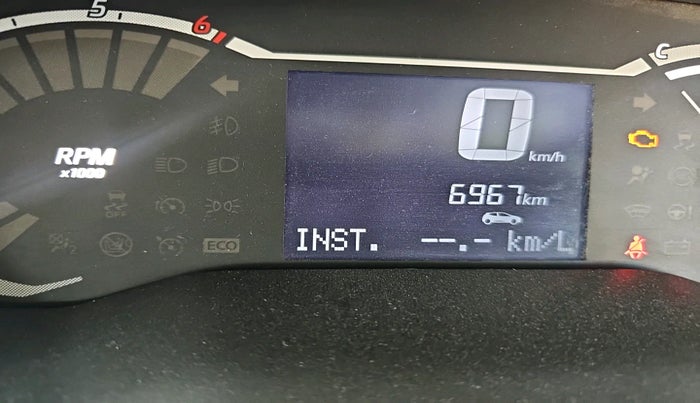 5
6
C
RPM
x1000
0 km/h
6967km
OFF
ECO
INST. --.- km/L